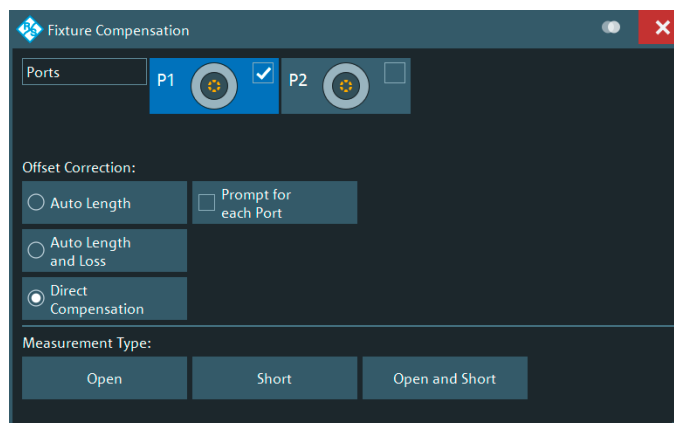 Fixture Compensation
Ports
P1
P2
Offset Correction:
Auto Length
Prompt for
each Port
Auto Length
and Loss
Direct
Compensation
Measurement Type:
Open
Short
Open and Short